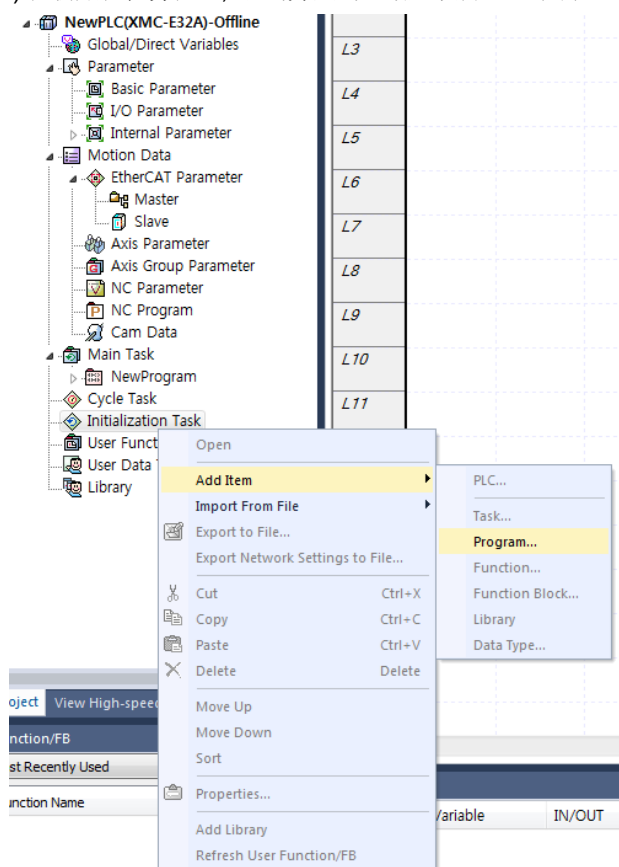 NewPLC(XMC-E32A)-Offline
Global/Direct Variables
Parameter
Basic Parameter
I/O Parameter
Internal Parameter
Motion Data
EtherCAT Parameter
Master
Slave
Axis Parameter
Axis Group Parameter
NC Parameter
NC Program
Cam Data
Main Task
NewProgram
Cycle Task
Initialization Task
User Funct
User Data
Library
L3
L4
L5
L6
L7
L8
L9
L10
L11
Open
Add Item
Import From File
Export to File...
Export Network Settings to File...
Cut Ctrl+X
Copy Ctrl+C
Paste Ctrl+V
Delete Delete
Move Up
Move Down
Sort
Properties...
Add Library
Refresh User Function/FB
PLC...
Task...
Program...
Function...
Function Block...
Library
Data Type...
oject View High-speed
nction/FB
st Recently Used
unction Name
Variable IN/OUT